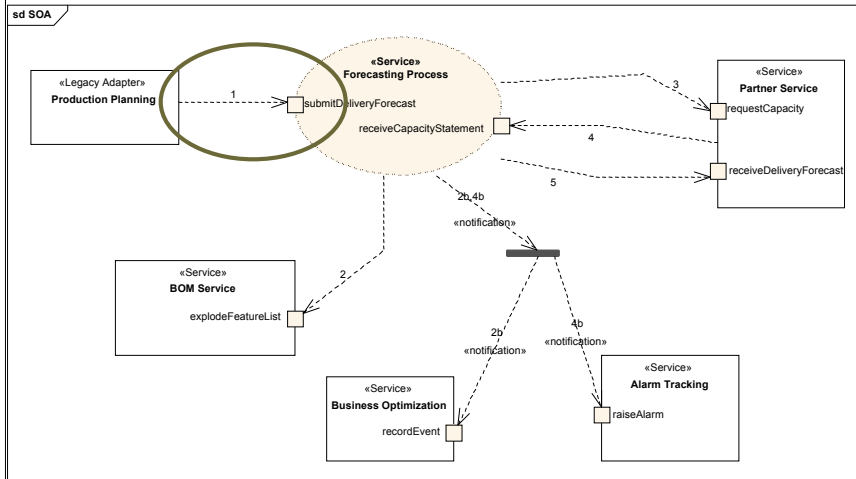 sd SOA
«Legacy Adapter»
Production Planning
1
«Service»
Forecasting Process
submitDeliveryForecast
receiveCapacityStatement
3
«Service»
Partner Service
requestCapacity
4
receiveDeliveryForecast
5
2b,4b
«notification»
2
«Service»
BOM Service
explodeFeatureList
2b
«notification»
4b
«notification»
«Service»
Business Optimization
recordEvent
«Service»
Alarm Tracking
raiseAlarm